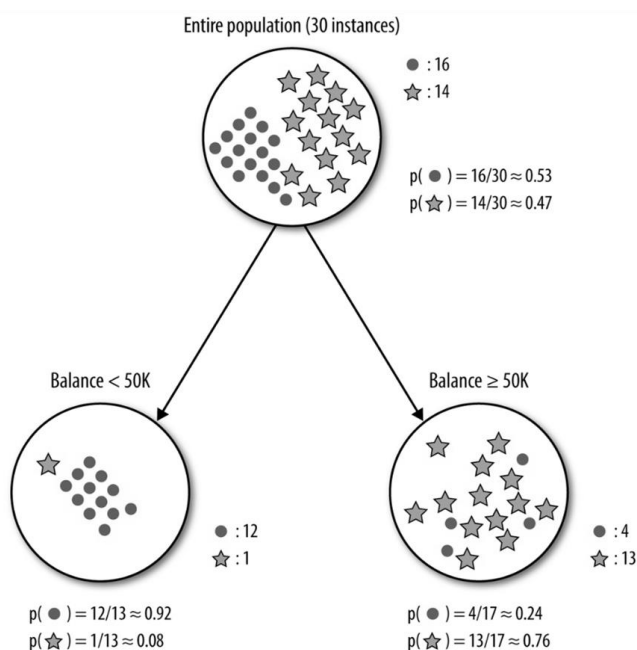 Entire population (30 instances)
● : 16
☆ : 14
p( ● ) = 16/30 ≈ 0.53
p( ☆ ) = 14/30 ≈ 0.47
Balance < 50K
Balance ≥ 50K
● : 12
☆ : 1
● : 4
☆ : 13
p( ● ) = 12/13 ≈ 0.92
p( ☆ ) = 1/13 ≈ 0.08
p( ● ) = 4/17 ≈ 0.24
p( ☆ ) = 13/17 ≈ 0.76